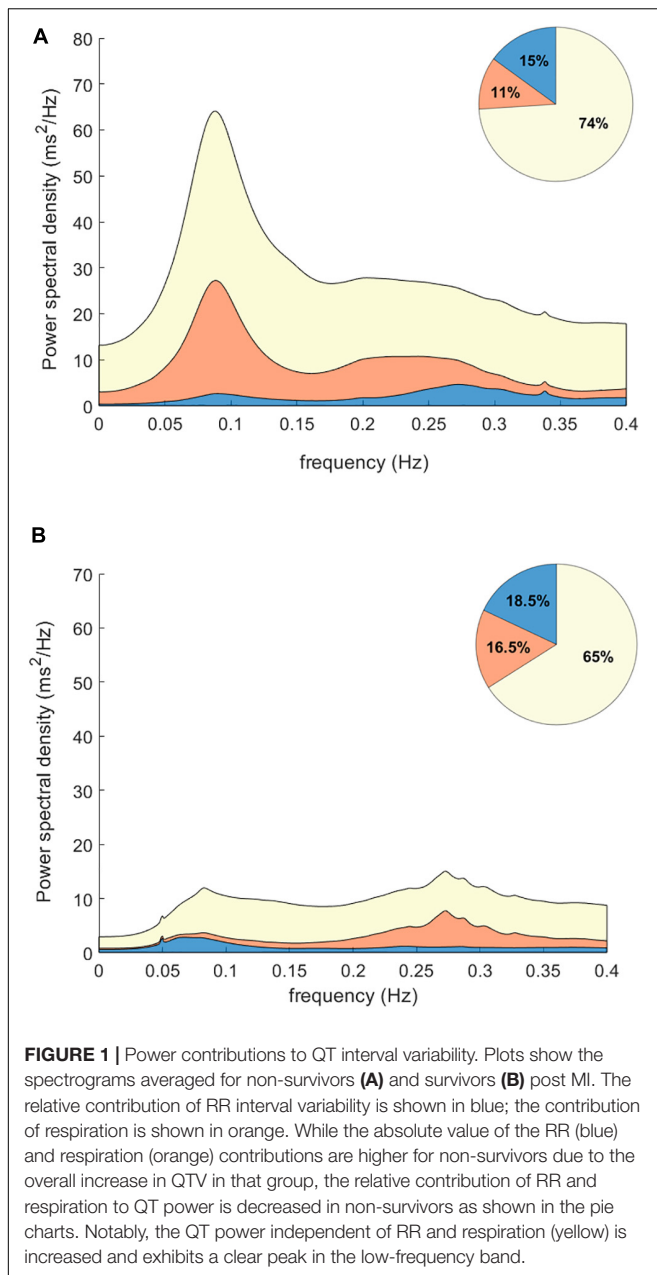 A
80
70
60
50
40
30
20
10
0
Power spectral density (ms²/Hz)
15%
11%
74%
0 0.05 0.1 0.15 0.2 0.25 0.3 0.35 0.4
frequency (Hz)
B
70
60
50
40
30
20
10
0
Power spectral density (ms²/Hz)
18.5%
16.5%
65%
0 0.05 0.1 0.15 0.2 0.25 0.3 0.35 0.4
frequency (Hz)
FIGURE 1 | Power contributions to QT interval variability. Plots show the
spectrograms averaged for non-survivors (A) and survivors (B) post MI. The
relative contribution of RR interval variability is shown in blue; the contribution
of respiration is shown in orange. While the absolute value of the RR (blue)
and respiration (orange) contributions are higher for non-survivors due to the
overall increase in QTV in that group, the relative contribution of RR and
respiration to QT power is decreased in non-survivors as shown in the pie
charts. Notably, the QT power independent of RR and respiration (yellow) is
increased and exhibits a clear peak in the low-frequency band.